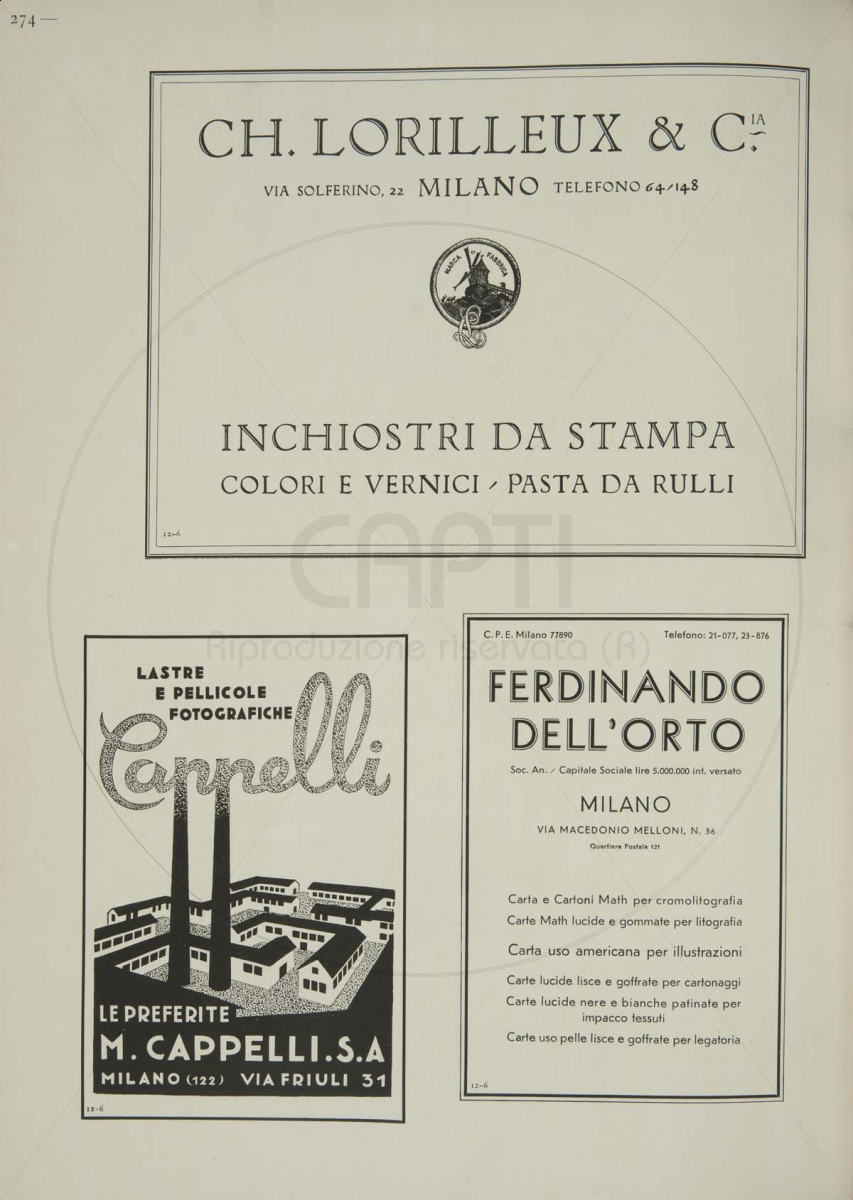 274 —
CH. LORILLEUX & C.IA
VIA SOLFERINO, 22 MILANO TELEFONO 64/148
MARCA DI FABBRICA
INCHIOSTRI DA STAMPA
COLORI E VERNICI / PASTA DA RULLI
12-6
CAPTI
Riproduzione riservata (R)
LASTRE
E PELLICOLE
FOTOGRAFICHE
Cappelli
LE PREFERITE
M. CAPPELLI.S.A
MILANO (122) VIA FRIULI 31
12-6
C. P. E. Milano 77890 Telefono: 21-077, 23-876
FERDINANDO
DELL'ORTO
Soc. An. / Capitale Sociale lire 5.000.000 int. versato
MILANO
VIA MACEDONIO MELLONI, N. 36
Quartiere Postale 121
Carta e Cartoni Math per cromolitografia
Carte Math lucide e gommate per litografia
Carta uso americana per illustrazioni
Carte lucide lisce e goffrate per cartonaggi
Carte lucide nere e bianche patinate per
impacco tessuti
Carte uso pelle lisce e goffrate per legatoria
12-6